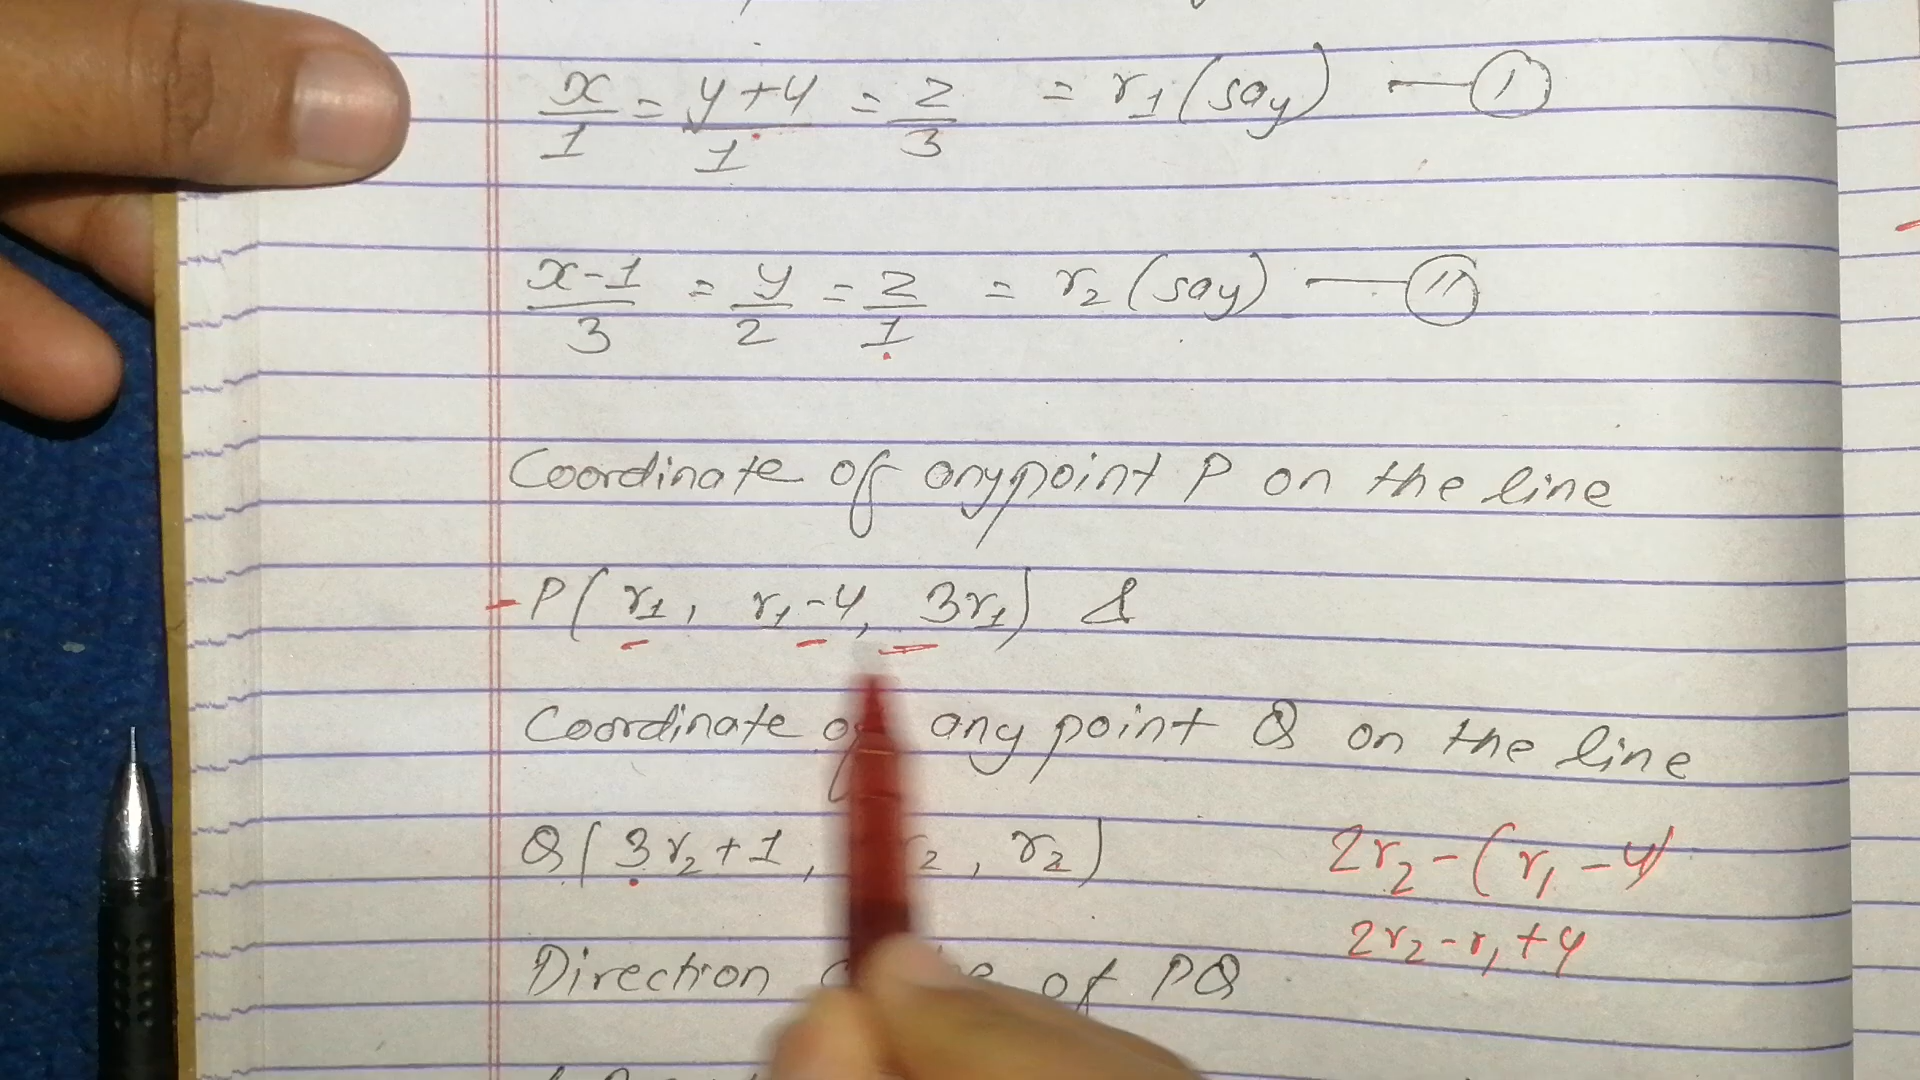 x/1 = y+4/1 = z/3 = r1 (say) — I
x-1/3 = y/2 = z/1 = r2 (say) — II
Coordinate of anypoint P on the line
P(r1, r1-4, 3r1) &
Coordinate of any point Q on the line
Q(3r2+1, r2, r2)
2r2-(r1-4)
2r2-r1+4
Direction of PQ